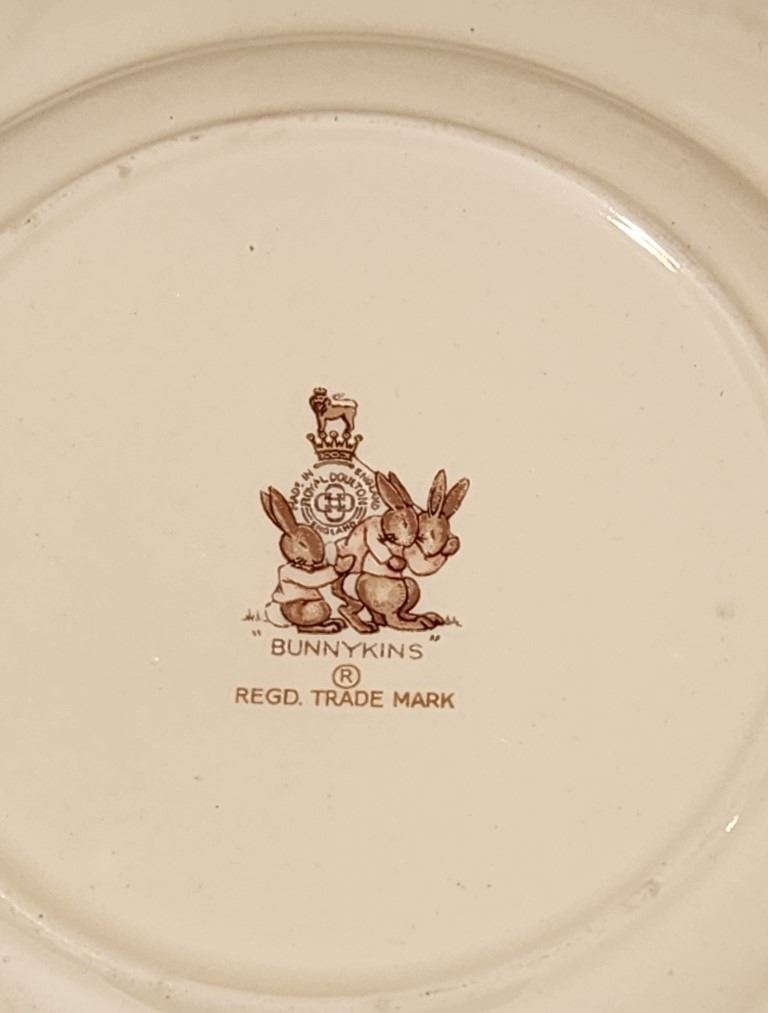 MADE IN ENGLAND
ROYAL DOULTON
ENGLAND
" BUNNYKINS "
®
REGD. TRADE MARK